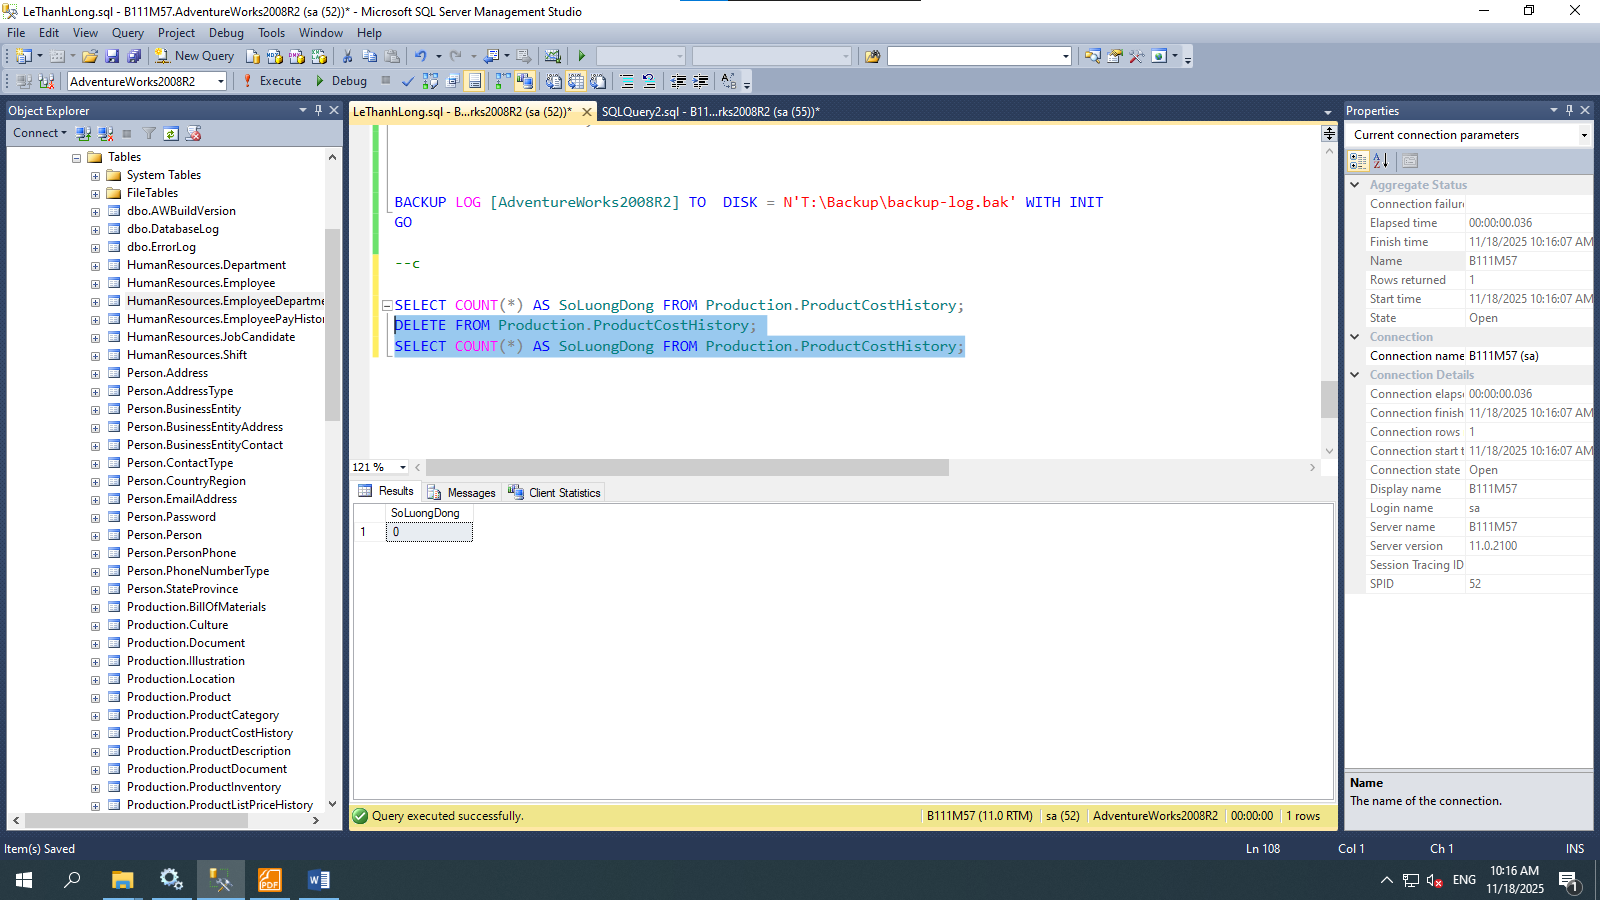 LeThanhLong.sql - B111M57.AdventureWorks2008R2 (sa (52))* - Microsoft SQL Server Management Studio
File Edit View Query Project Debug Tools Window Help
New Query
AdventureWorks2008R2 Execute Debug
Object Explorer
Connect
Tables
System Tables
FileTables
dbo.AWBuildVersion
dbo.DatabaseLog
dbo.ErrorLog
HumanResources.Department
HumanResources.Employee
HumanResources.EmployeeDepartme
HumanResources.EmployeePayHistor
HumanResources.JobCandidate
HumanResources.Shift
Person.Address
Person.AddressType
Person.BusinessEntity
Person.BusinessEntityAddress
Person.BusinessEntityContact
Person.ContactType
Person.CountryRegion
Person.EmailAddress
Person.Password
Person.Person
Person.PersonPhone
Person.PhoneNumberType
Person.StateProvince
Production.BillOfMaterials
Production.Culture
Production.Document
Production.Illustration
Production.Location
Production.Product
Production.ProductCategory
Production.ProductCostHistory
Production.ProductDescription
Production.ProductDocument
Production.ProductInventory
Production.ProductListPriceHistory
LeThanhLong.sql - B...rks2008R2 (sa (52))* SQLQuery2.sql - B11...rks2008R2 (sa (55))*
BACKUP LOG [AdventureWorks2008R2] TO DISK = N'T:\Backup\backup-log.bak' WITH INIT
GO
--c
SELECT COUNT(*) AS SoLuongDong FROM Production.ProductCostHistory;
DELETE FROM Production.ProductCostHistory;
SELECT COUNT(*) AS SoLuongDong FROM Production.ProductCostHistory;
121 %
Results Messages Client Statistics
SoLuongDong
1 0
Query executed successfully. B111M57 (11.0 RTM) sa (52) AdventureWorks2008R2 00:00:00 1 rows
Properties
Current connection parameters
Aggregate Status
Connection failure
Elapsed time 00:00:00.036
Finish time 11/18/2025 10:16:07 AM
Name B111M57
Rows returned 1
Start time 11/18/2025 10:16:07 AM
State Open
Connection
Connection name B111M57 (sa)
Connection Details
Connection elaps 00:00:00.036
Connection finish 11/18/2025 10:16:07 AM
Connection rows 1
Connection start t 11/18/2025 10:16:07 AM
Connection state Open
Display name B111M57
Login name sa
Server name B111M57
Server version 11.0.2100
Session Tracing ID
SPID 52
Name
The name of the connection.
Item(s) Saved Ln 108 Col 1 Ch 1 INS
PDF
ENG
10:16 AM
11/18/2025
1